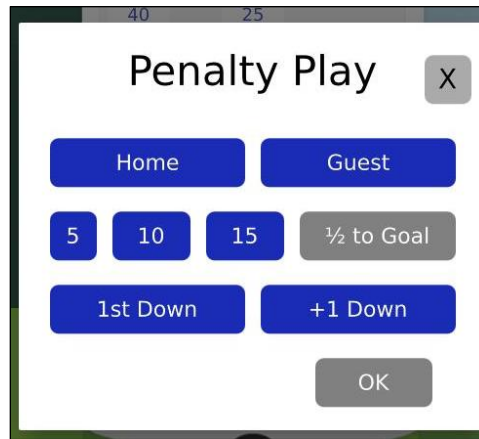 40 25
Penalty Play X
Home Guest
5 10 15 ½ to Goal
1st Down +1 Down
OK